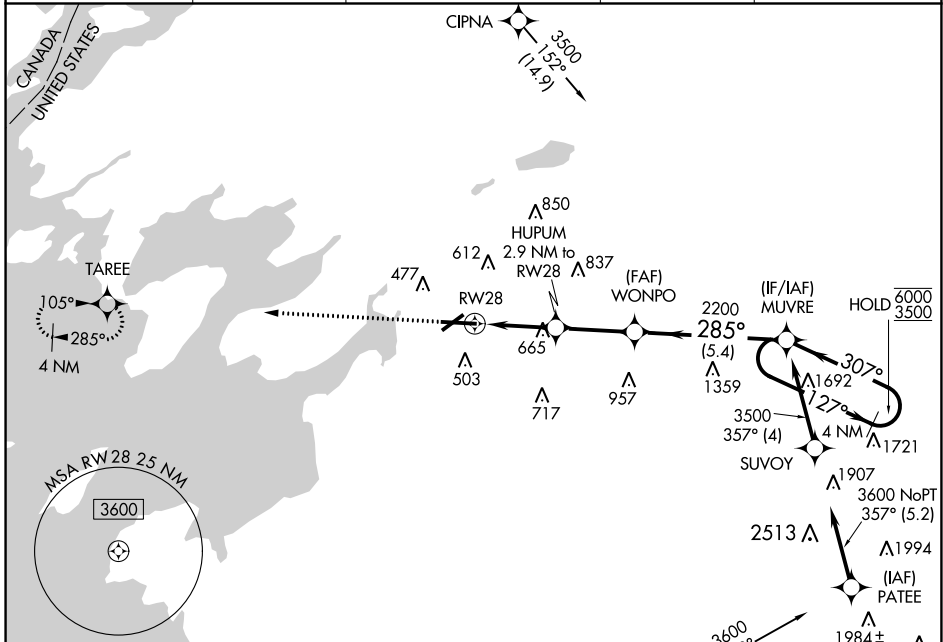 CIPNA
3500
152°
(14.9)
CANADA
UNITED STATES
850
HUPUM
2.9 NM to
RW28
612
837
477
(FAF)
WONPO
(IF/IAF)
MUVRE
TAREE
RW28
2200
285°
(5.4)
HOLD
6000
3500
105°
285°
4 NM
665
503
717
957
1359
307°
127°
1692
4 NM
1721
3500
357° (4)
SUVOY
1907
3600 NoPT
357° (5.2)
2513
1994
(IAF)
PATEE
MSA RW28 25 NM
3600
3600
1984±